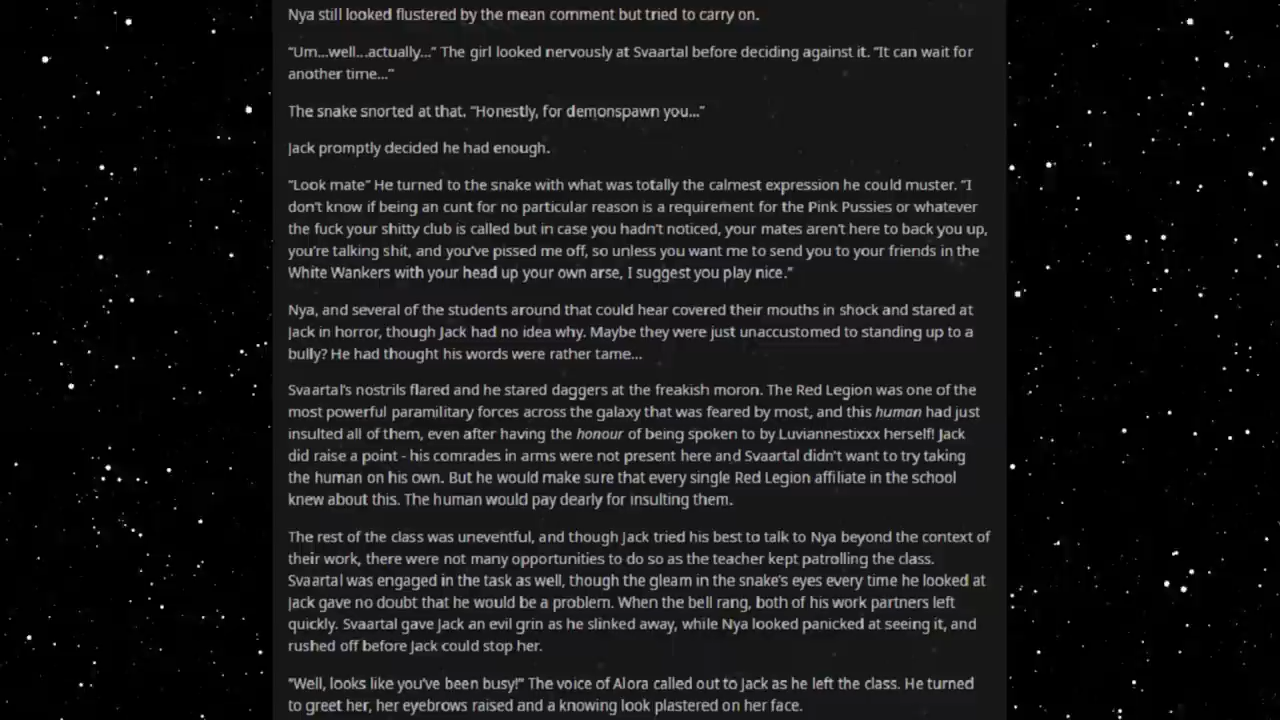 Nya still looked flustered by the mean comment but tried to carry on.
“Um...well...actually...” The girl looked nervously at Svaartal before deciding against it. “It can wait for
another time...”
The snake snorted at that. “Honestly, for demonspawn you...”
Jack promptly decided he had enough.
“Look mate” He turned to the snake with what was totally the calmest expression he could muster. “I
don’t know if being an cunt for no particular reason is a requirement for the Pink Pussies or whatever
the fuck your shitty club is called but in case you hadn’t noticed, your mates aren’t here to back you up,
you’re talking shit, and you’ve pissed me off, so unless you want me to send you to your friends in the
White Wankers with your head up your own arse, I suggest you play nice.”
Nya, and several of the students around that could hear covered their mouths in shock and stared at
Jack in horror, though Jack had no idea why. Maybe they were just unaccustomed to standing up to a
bully? He had thought his words were rather tame...
Svaartal’s nostrils flared and he stared daggers at the freakish moron. The Red Legion was one of the
most powerful paramilitary forces across the galaxy that was feared by most, and this human had just
insulted all of them, even after having the honour of being spoken to by Luviannestixxx herself! Jack
did raise a point - his comrades in arms were not present here and Svaartal didn’t want to try taking
the human on his own. But he would make sure that every single Red Legion affiliate in the school
knew about this. The human would pay dearly for insulting them.
The rest of the class was uneventful, and though Jack tried his best to talk to Nya beyond the context of
their work, there were not many opportunities to do so as the teacher kept patrolling the class.
Svaartal was engaged in the task as well, though the gleam in the snake’s eyes every time he looked at
Jack gave no doubt that he would be a problem. When the bell rang, both of his work partners left
quickly. Svaartal gave Jack an evil grin as he slinked away, while Nya looked panicked at seeing it, and
rushed off before Jack could stop her.
“Well, looks like you’ve been busy!” The voice of Alora called out to Jack as he left the class. He turned
to greet her, her eyebrows raised and a knowing look plastered on her face.